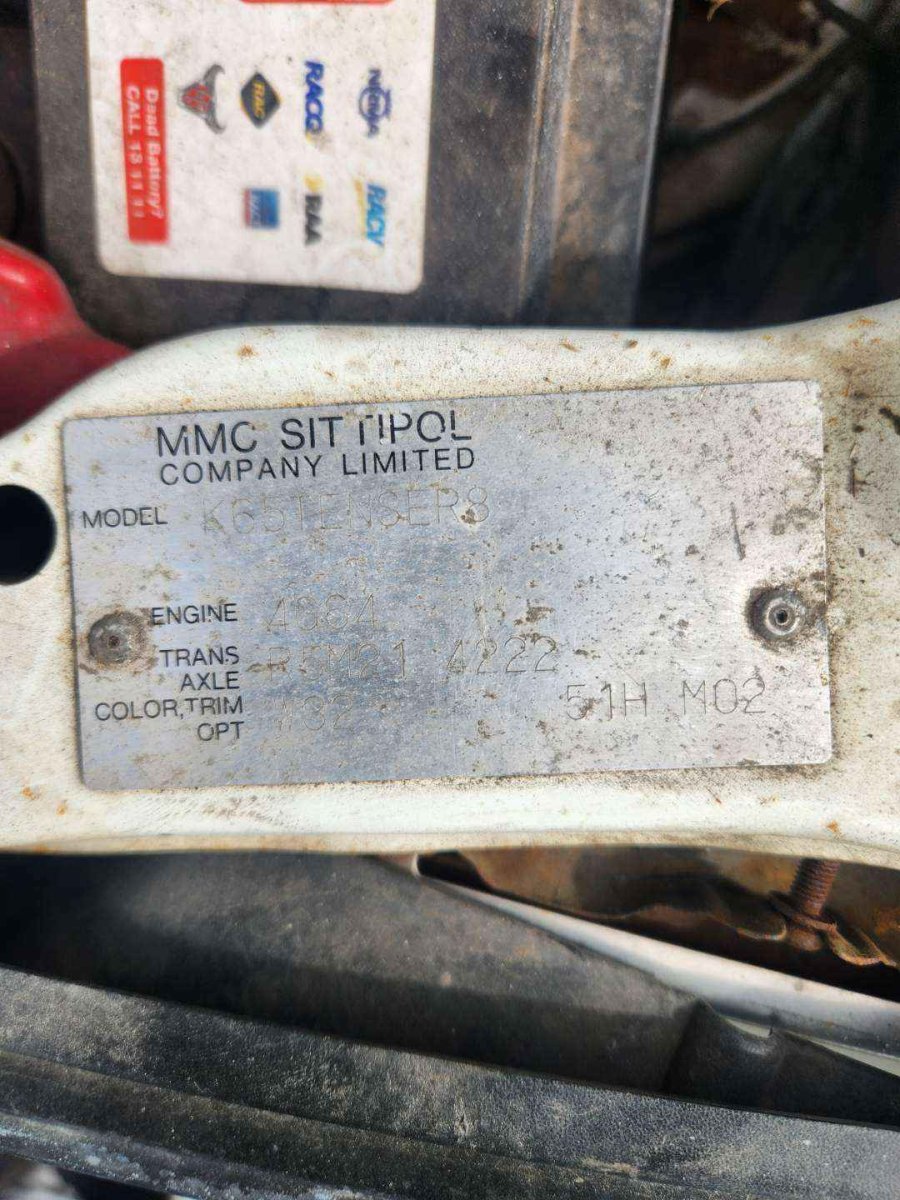 Dead Battery?
CALL 13 11 11
RAC
RACQ
NRMA
RAA
RACV
MMC SITTIPOL
COMPANY LIMITED
MODEL K65TENSER8
ENGINE 4G64
TRANS AXLE R5M21 4222
COLOR,TRIM OPT W32 51H M02